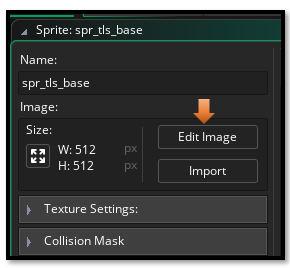 Sprite: spr_tls_base
Name:
spr_tls_base
Image:
Size:
W: 512 px
H: 512 px
Edit Image
Import
Texture Settings:
Collision Mask